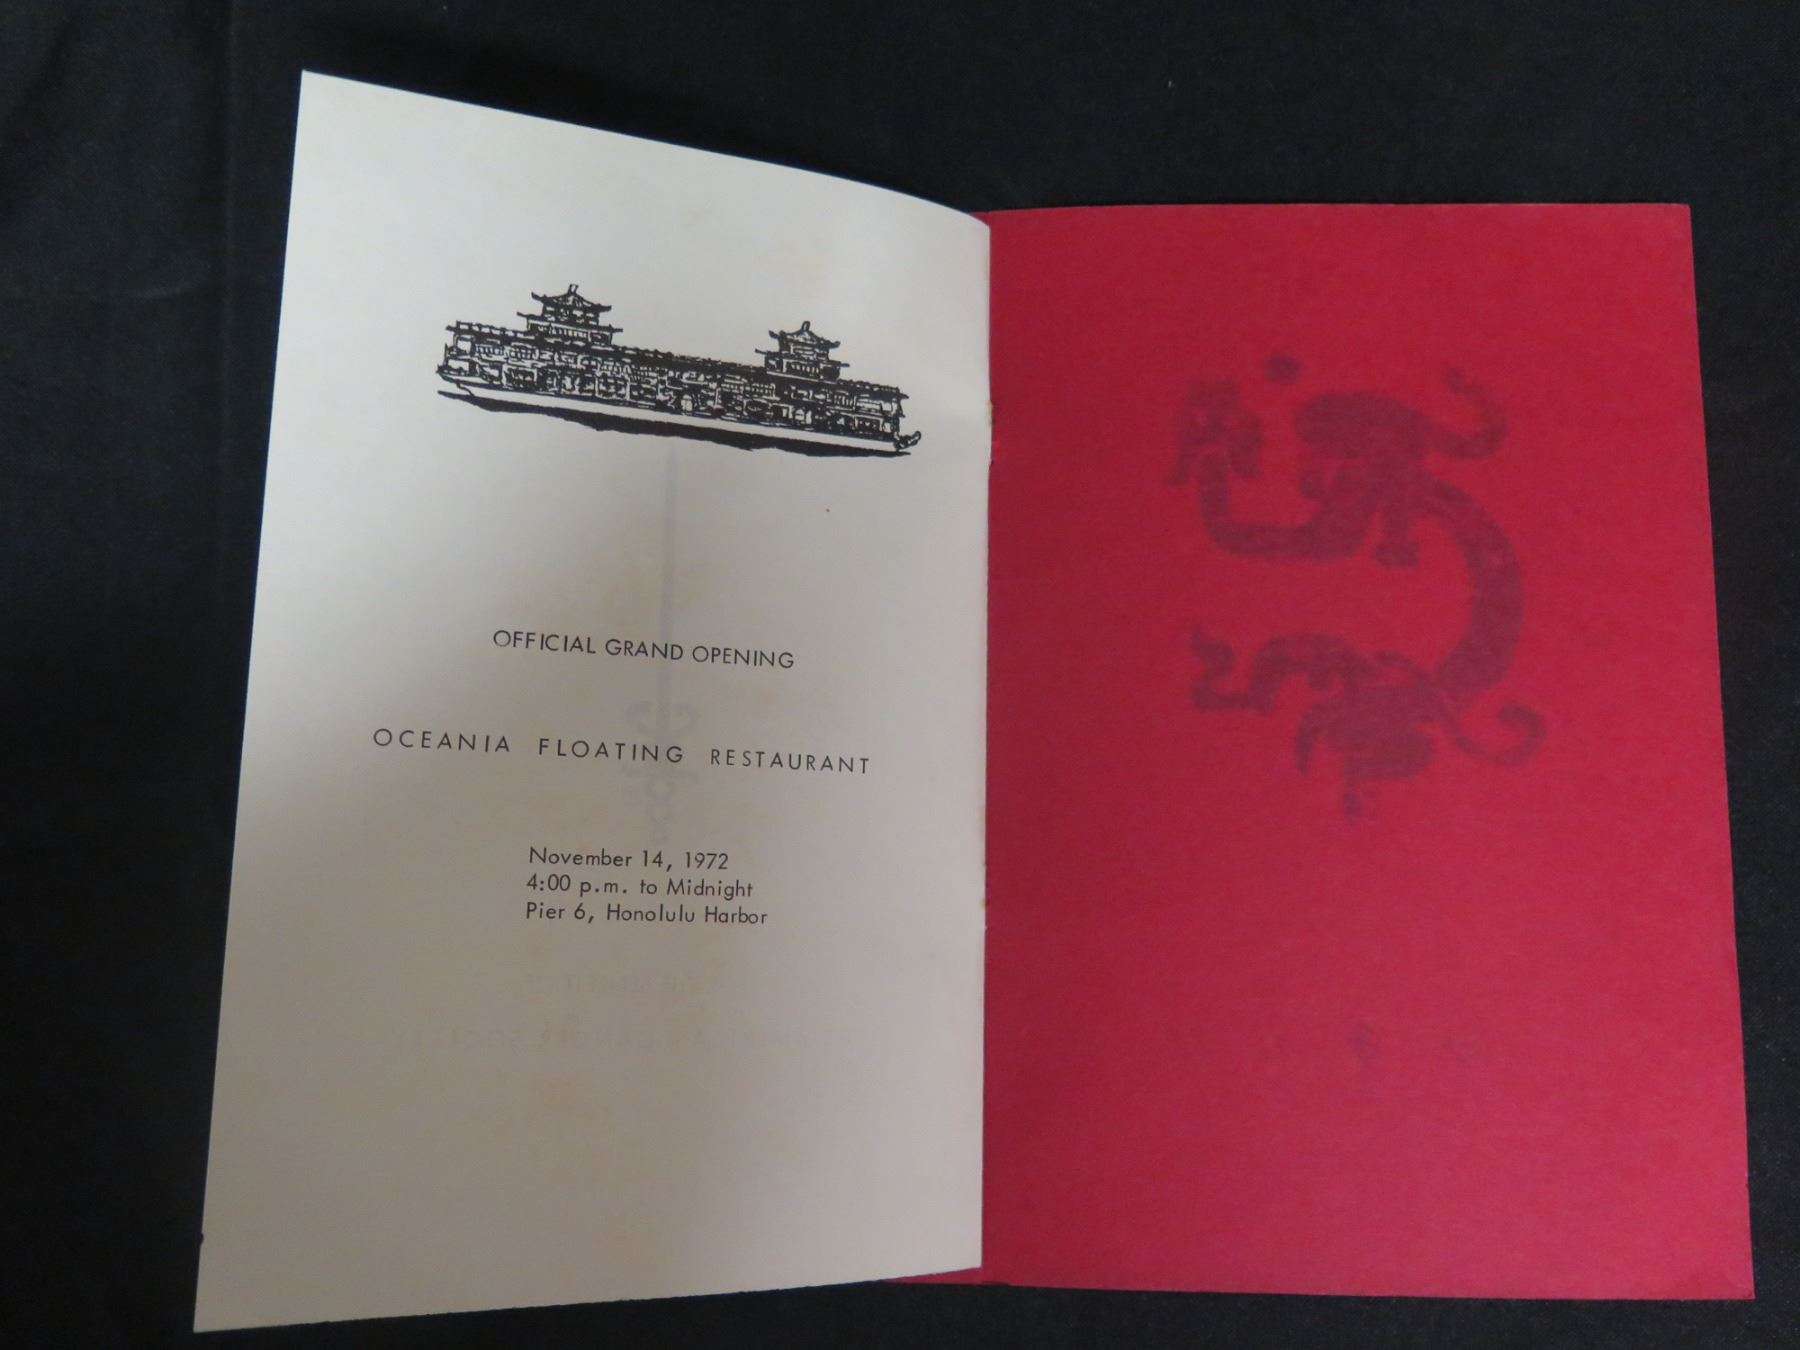 OFFICIAL GRAND OPENING
OCEANIA FLOATING RESTAURANT
November 14, 1972
4:00 p.m. to Midnight
Pier 6, Honolulu Harbor